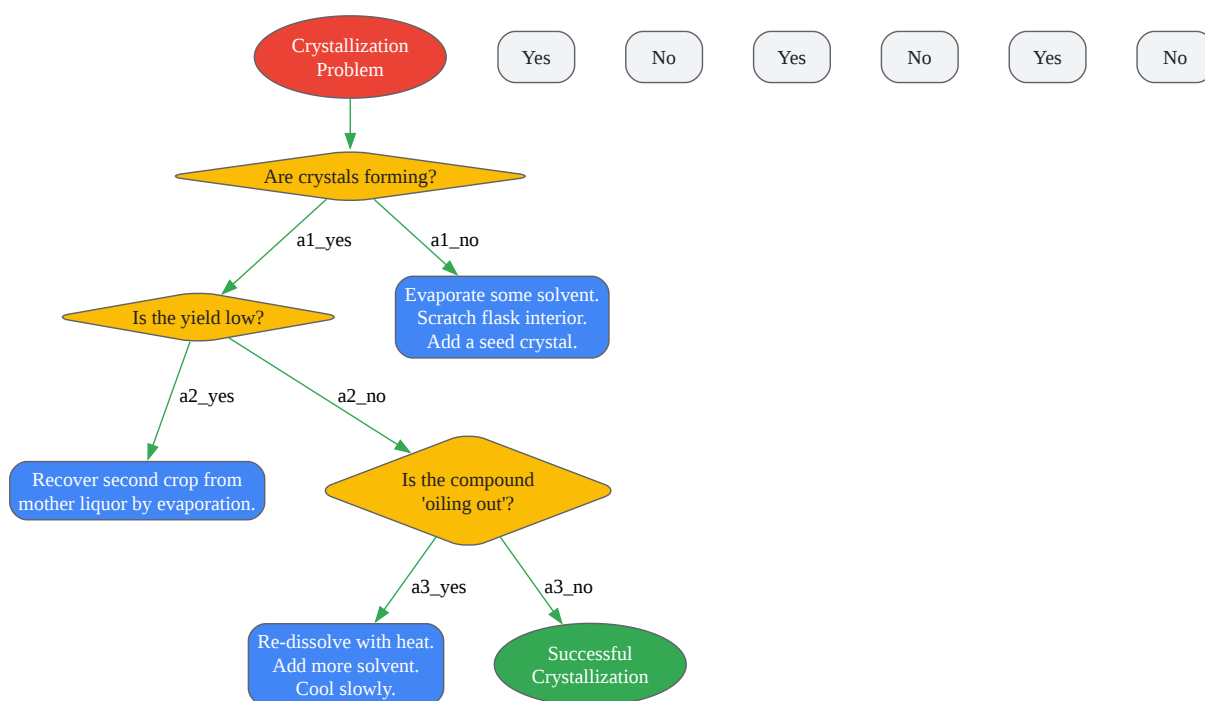 Crystallization
Problem
Yes
No
Yes
No
Yes
No
Are crystals forming?
a1_yes
a1_no
Evaporate some solvent.
Scratch flask interior.
Add a seed crystal.
Is the yield low?
a2_yes
a2_no
Recover second crop from
mother liquor by evaporation.
Is the compound
'oiling out'?
a3_yes
a3_no
Re-dissolve with heat.
Add more solvent.
Cool slowly.
Successful
Crystallization